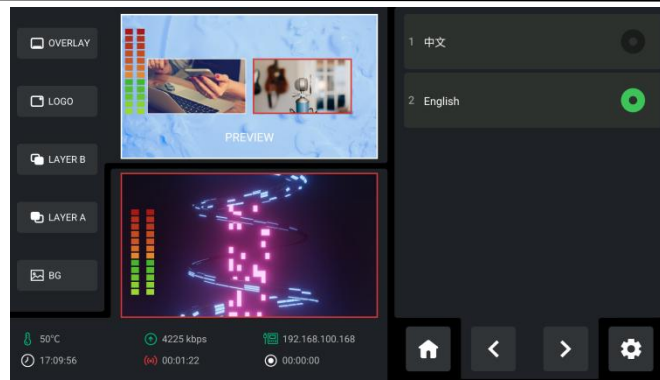 OVERLAY
LOGO
LAYER B
LAYER A
BG
PREVIEW
50°C
4225 kbps
192.168.100.168
17:09:56
00:01:22
00:00:00
1 中文
2 English